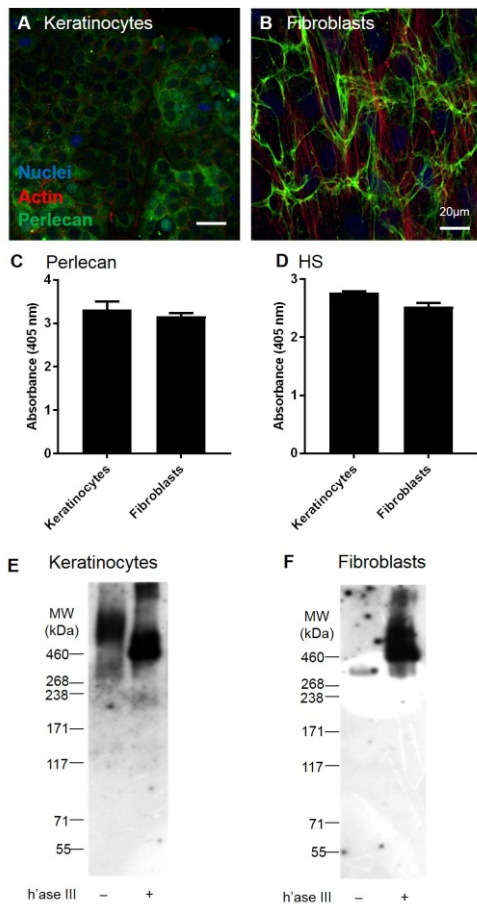 A Keratinocytes
Nuclei
Actin
Perlecan
B Fibroblasts
20µm
C Perlecan
Absorbance (405 nm)
4
3
2
1
0
Keratinocytes
Fibroblasts
D HS
Absorbance (405 nm)
3
2
1
0
Keratinocytes
Fibroblasts
E Keratinocytes
MW
(kDa)
460
268
238
171
117
71
55
h'ase III – +
F Fibroblasts
MW
(kDa)
460
268
238
171
117
71
55
h'ase III – +